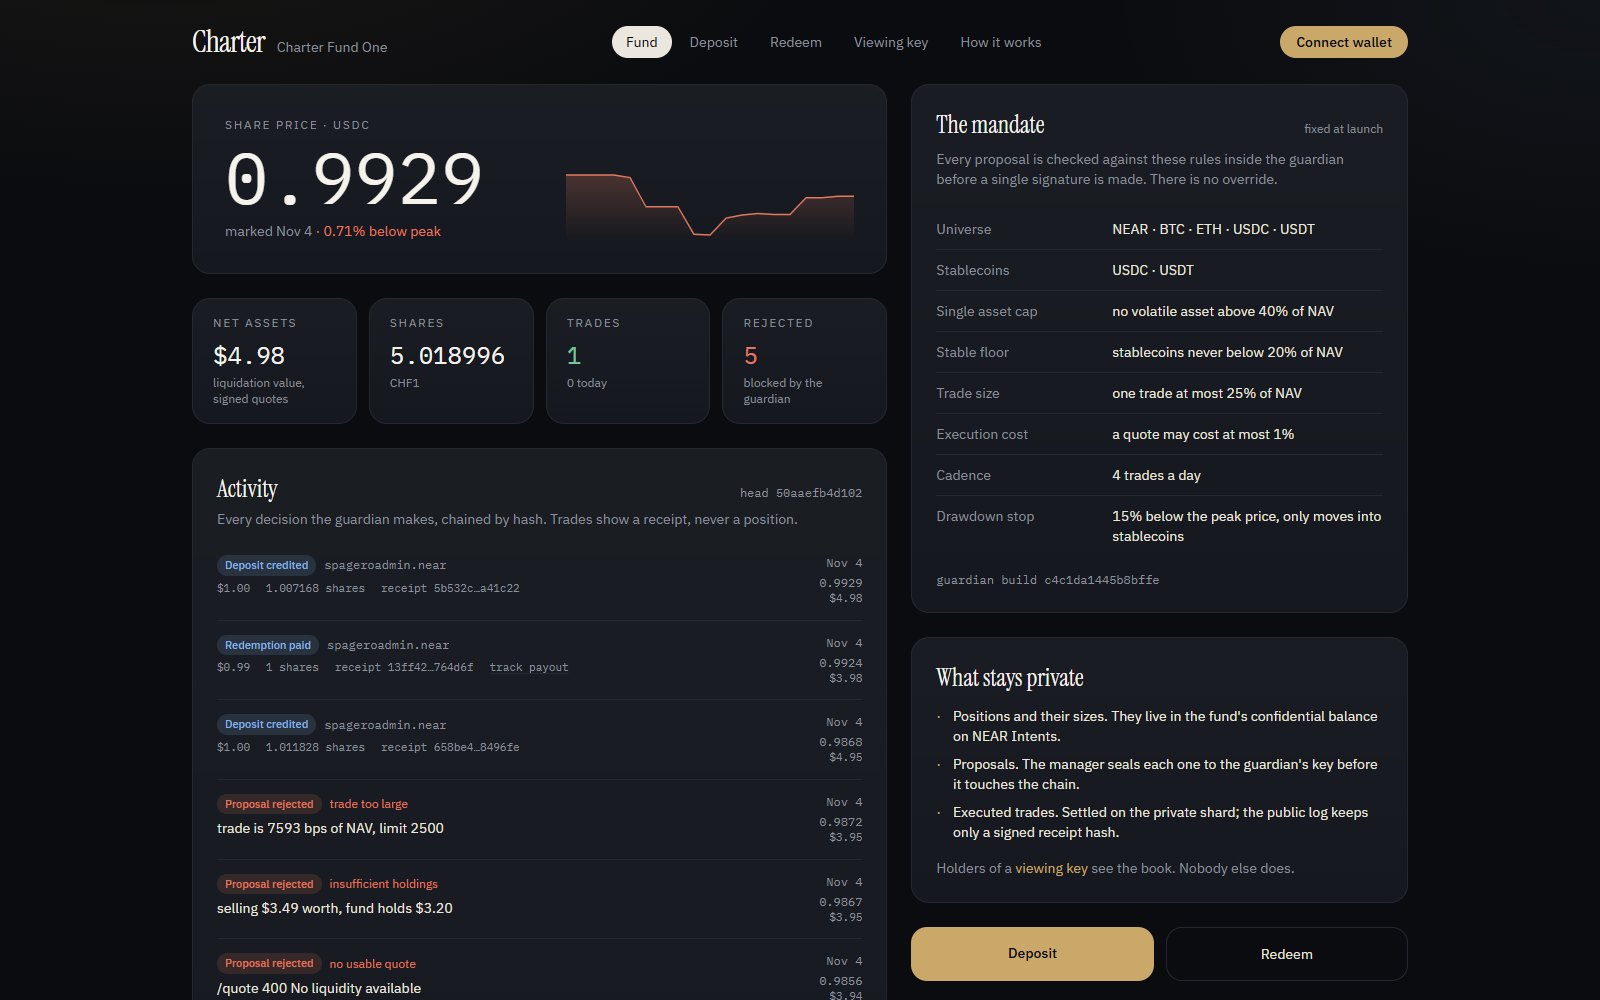 Charter Charter Fund One
Fund Deposit Redeem Viewing key How it works
Connect wallet
SHARE PRICE · USDC
0.9929
marked Nov 4 · 0.71% below peak
NET ASSETS
$4.98
liquidation value,
signed quotes
SHARES
5.018996
CHF1
TRADES
1
0 today
REJECTED
5
blocked by the
guardian
Activity
head 50aaefb4d102
Every decision the guardian makes, chained by hash. Trades show a receipt, never a position.
Deposit credited spageroadmin.near
$1.00 1.007168 shares receipt 5b532c…a41c22
Nov 4
0.9929
$4.98
Redemption paid spageroadmin.near
$0.99 1 shares receipt 13ff42…764d6f track payout
Nov 4
0.9924
$3.98
Deposit credited spageroadmin.near
$1.00 1.011828 shares receipt 658be4…8496fe
Nov 4
0.9868
$4.95
Proposal rejected trade too large
trade is 7593 bps of NAV, limit 2500
Nov 4
0.9872
$3.95
Proposal rejected insufficient holdings
selling $3.49 worth, fund holds $3.20
Nov 4
0.9867
$3.95
Proposal rejected no usable quote
/quote 400 No liquidity available
Nov 4
0.9856
$3.94
The mandate
fixed at launch
Every proposal is checked against these rules inside the guardian
before a single signature is made. There is no override.
Universe NEAR · BTC · ETH · USDC · USDT
Stablecoins USDC · USDT
Single asset cap no volatile asset above 40% of NAV
Stable floor stablecoins never below 20% of NAV
Trade size one trade at most 25% of NAV
Execution cost a quote may cost at most 1%
Cadence 4 trades a day
Drawdown stop 15% below the peak price, only moves into
stablecoins
guardian build c4c1da1445b8bffe
What stays private
· Positions and their sizes. They live in the fund's confidential balance
on NEAR Intents.
· Proposals. The manager seals each one to the guardian's key before
it touches the chain.
· Executed trades. Settled on the private shard; the public log keeps
only a signed receipt hash.
Holders of a viewing key see the book. Nobody else does.
Deposit
Redeem